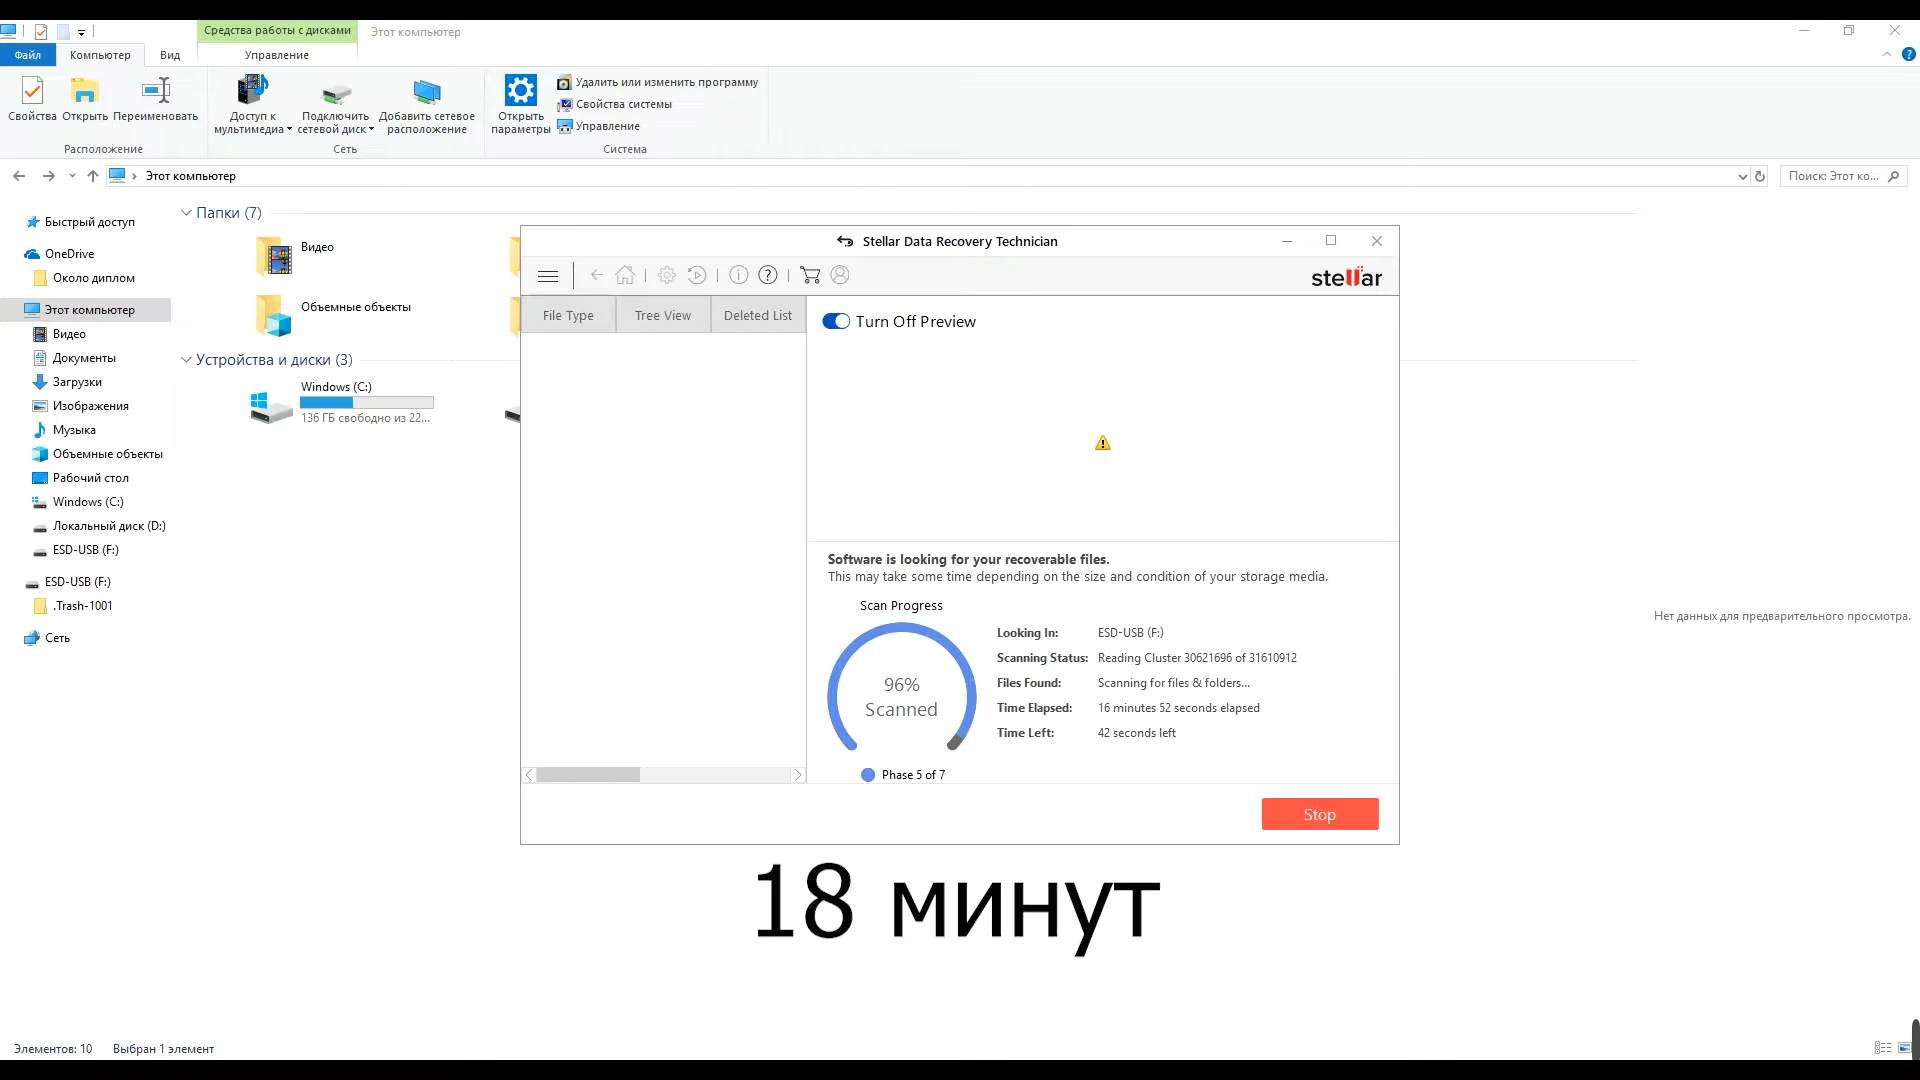 Средства работы с дисками
Этот компьютер
Файл
Компьютер
Вид
Управление
Свойства
Открыть
Переименовать
Доступ к мультимедиа
Подключить сетевой диск
Добавить сетевое расположение
Открыть параметры
Удалить или изменить программу
Свойства системы
Управление
Расположение
Сеть
Система
Этот компьютер
Поиск: Этот ко...
Быстрый доступ
OneDrive
Около диплом
Этот компьютер
Видео
Документы
Загрузки
Изображения
Музыка
Объемные объекты
Рабочий стол
Windows (C:)
Локальный диск (D:)
ESD-USB (F:)
ESD-USB (F:)
.Trash-1001
Сеть
Папки (7)
Видео
Объемные объекты
Устройства и диски (3)
Windows (C:)
136 ГБ свободно из 22...
Stellar Data Recovery Technician
stellar
File Type
Tree View
Deleted List
Turn Off Preview
Software is looking for your recoverable files.
This may take some time depending on the size and condition of your storage media.
Scan Progress
96%
Scanned
Phase 5 of 7
Looking In: ESD-USB (F:)
Scanning Status: Reading Cluster 30621696 of 31610912
Files Found: Scanning for files & folders...
Time Elapsed: 16 minutes 52 seconds elapsed
Time Left: 42 seconds left
Stop
Нет данных для предварительного просмотра.
18 минут
Элементов: 10
Выбран 1 элемент